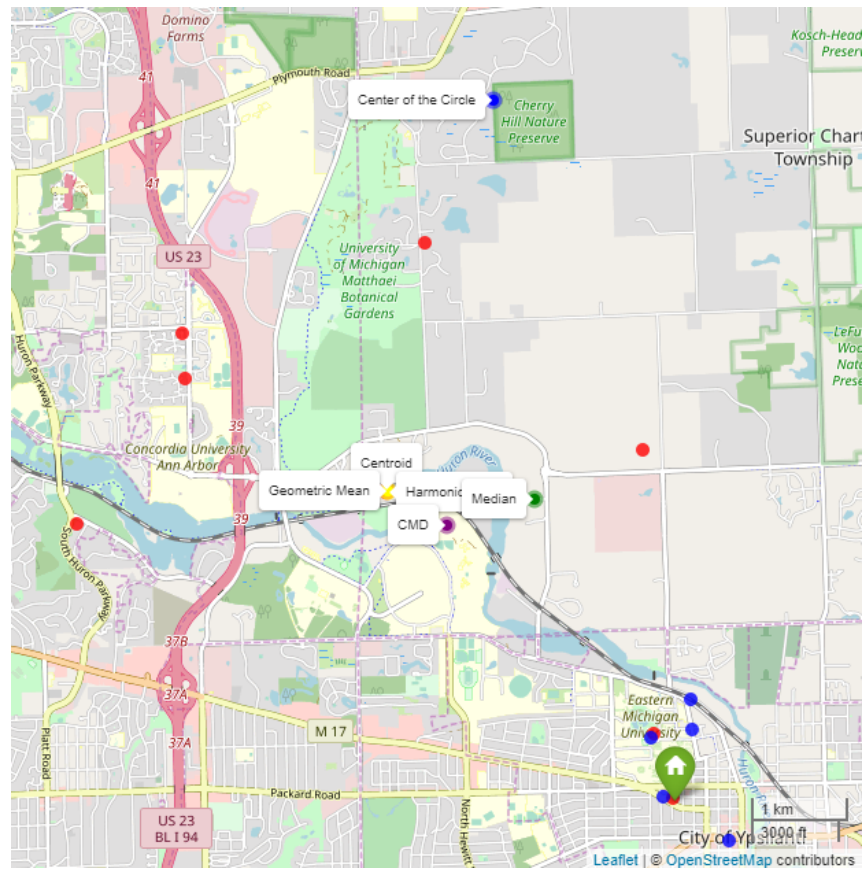 Domino
Farms
41
Plymouth Road
Kosch-Head
Preserv
Center of the Circle
Cherry
Hill Nature
Preserve
Superior Chart
Township
41
US 23
University
of Michigan
Matthaei
Botanical
Gardens
Huron Parkway
LeFu
Woo
Natu
Prese
39
Concordia University
Ann Arbor
Centroid
Huron River
Geometric Mean
Harmonic
Median
CMD
39
South Huron Parkway
37B
37A
Eastern
Michigan
University
M 17
Platt Road
37A
Packard Road
North Hewitt
Huron
1 km
3000 ft
US 23
BL I 94
City of Ypsilanti
Leaflet | © OpenStreetMap contributors